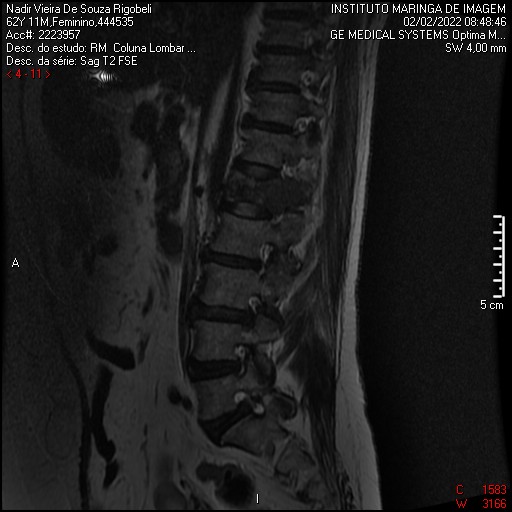 Nadir Vieira De Souza Rigobeli
62Y 11M,Feminino,444535
Acc#: 2223957
Desc. do estudo: RM Coluna Lombar ...
Desc. da série: Sag T2 FSE
< 4 - 11 >
INSTITUTO MARINGA DE IMAGEM
02/02/2022 08:48:46
GE MEDICAL SYSTEMS Optima M...
SW 4,00 mm
A
5 cm
I
C 1583
W 3166